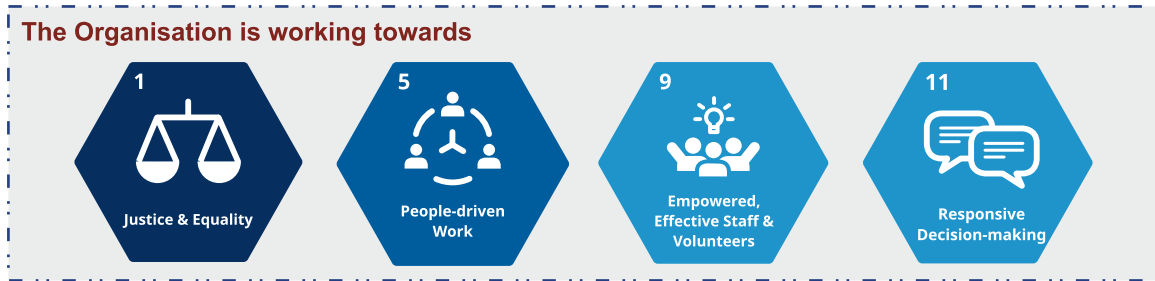 The Organisation is working towards
1
Justice & Equality
5
People-driven
Work
9
Empowered,
Effective Staff &
Volunteers
11
Responsive
Decision-making